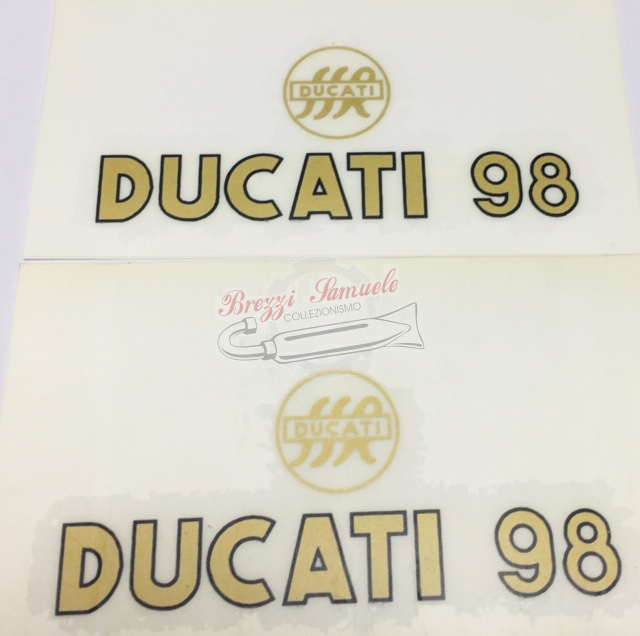 DUCATI
DUCATI 98
Brezzi Samuele
COLLEZIONISMO
DUCATI
DUCATI 98